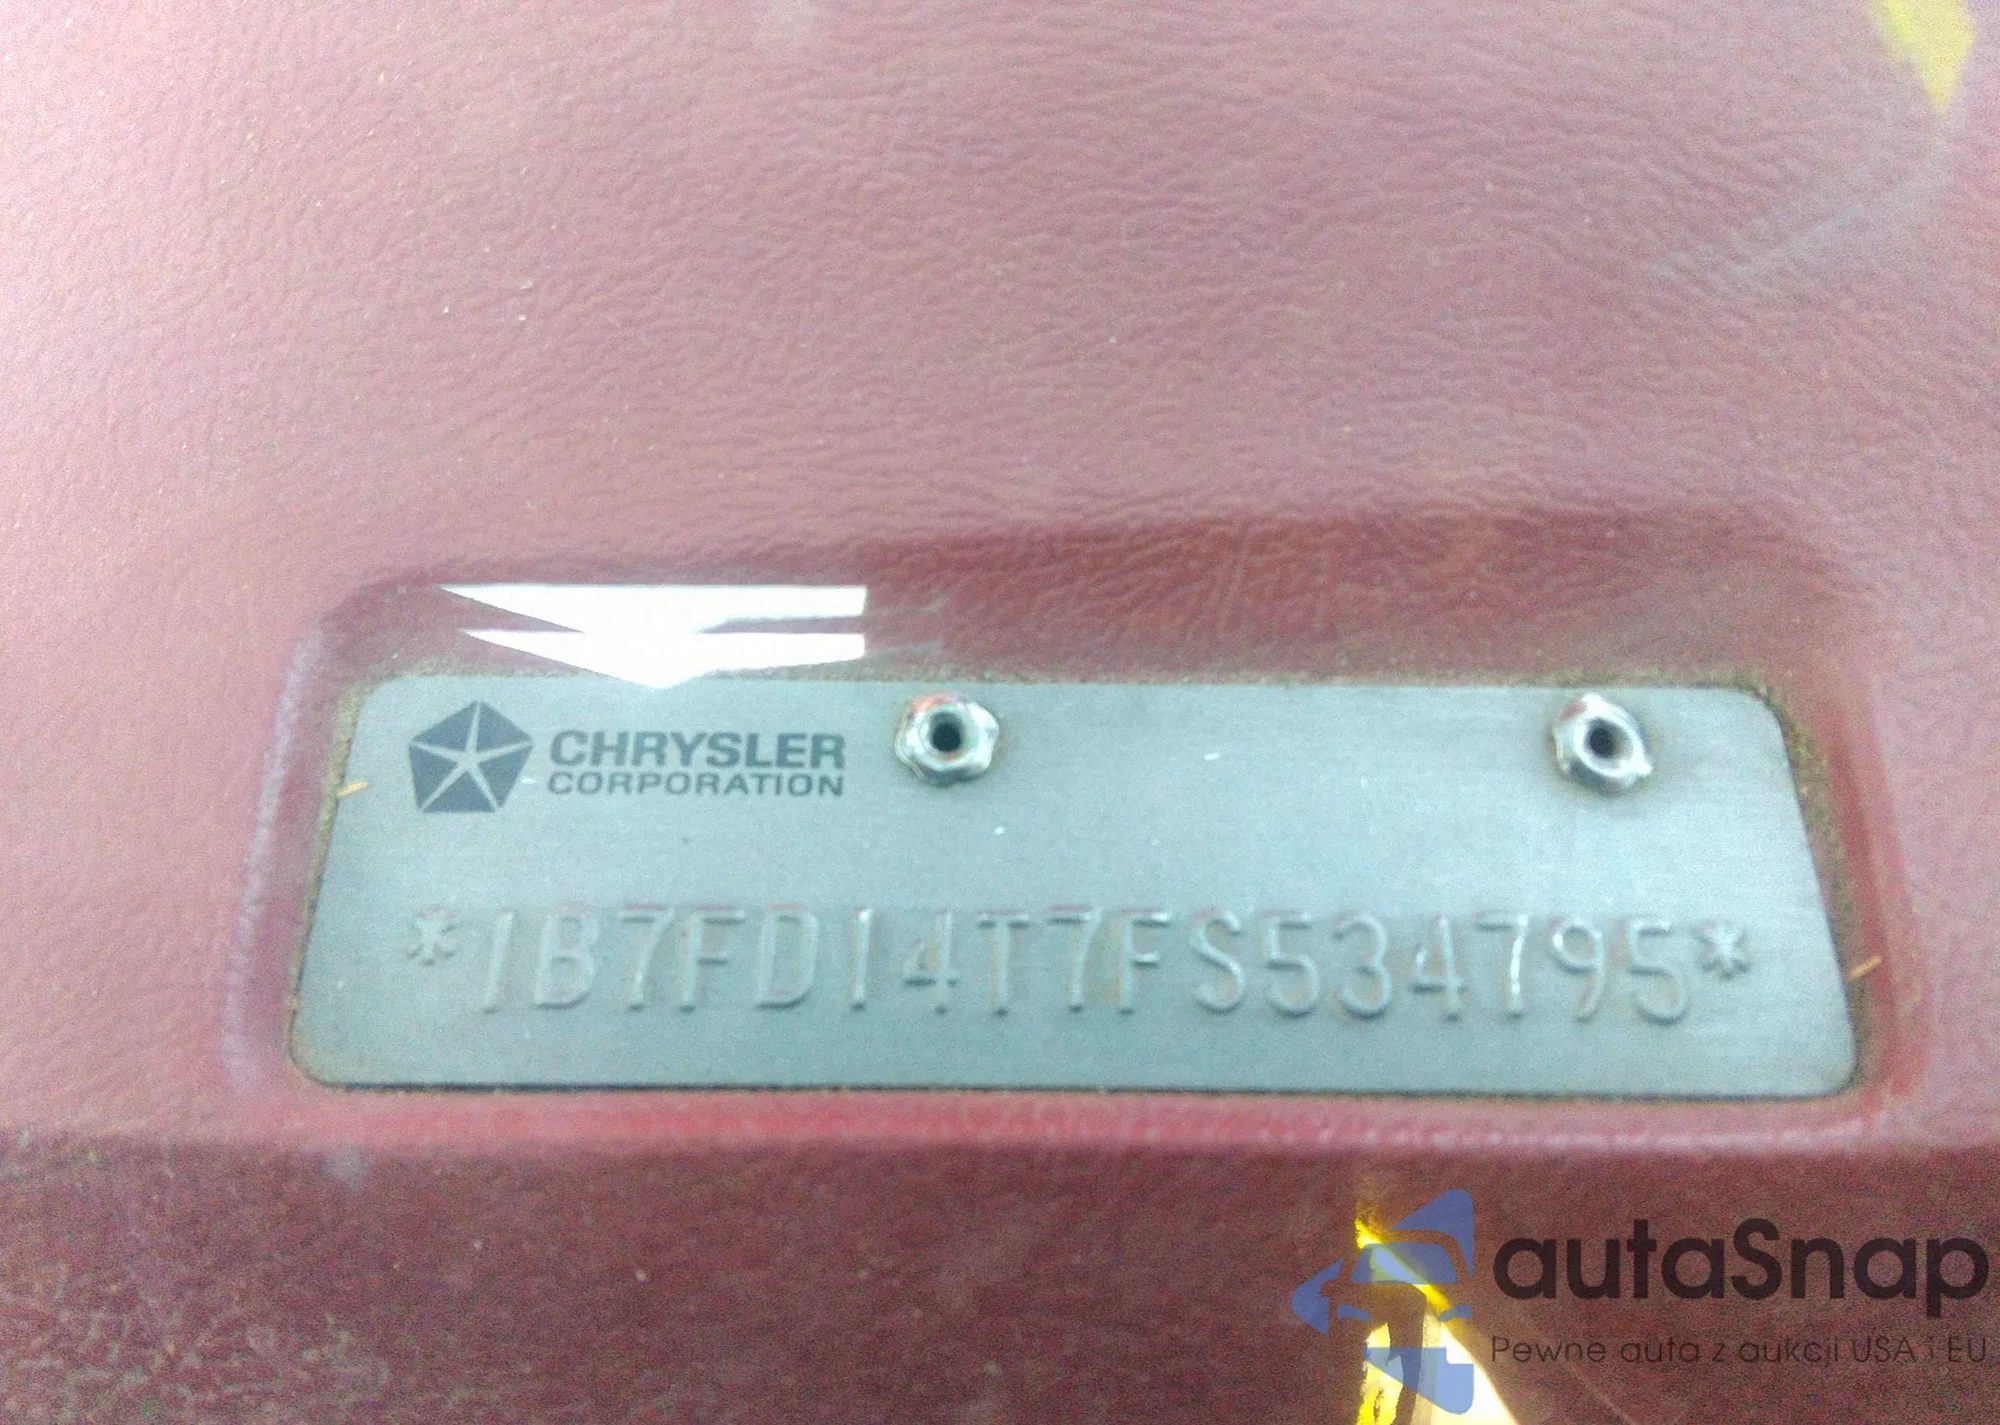 CHRYSLER
CORPORATION
*1B7FD14T7FS534795*
autaSnap
Pewne auta z aukcji USA i EU